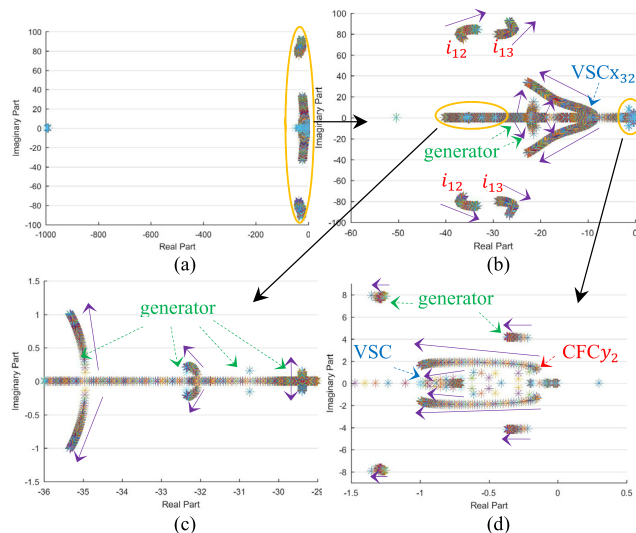 100
80
60
40
20
0
-20
-40
-60
-80
-100
-1000
-800
-600
-400
-200
0
Imaginary Part
Real Part
(a)
100
80
60
40
20
0
-20
-40
-60
-80
-100
-60
-50
-40
-30
-20
-10
0
Imaginary Part
Real Part
i12
i13
VSCx32
generator
i12
i13
(b)
1.5
1
0.5
0
-0.5
-1
-1.5
-36
-35
-34
-33
-32
-31
-30
-29
Imaginary Part
Real Part
generator
(c)
8
6
4
2
0
-2
-4
-6
-8
-1.5
-1
-0.5
0
0.5
Imaginary Part
Real Part
generator
VSC
CFCy2
(d)